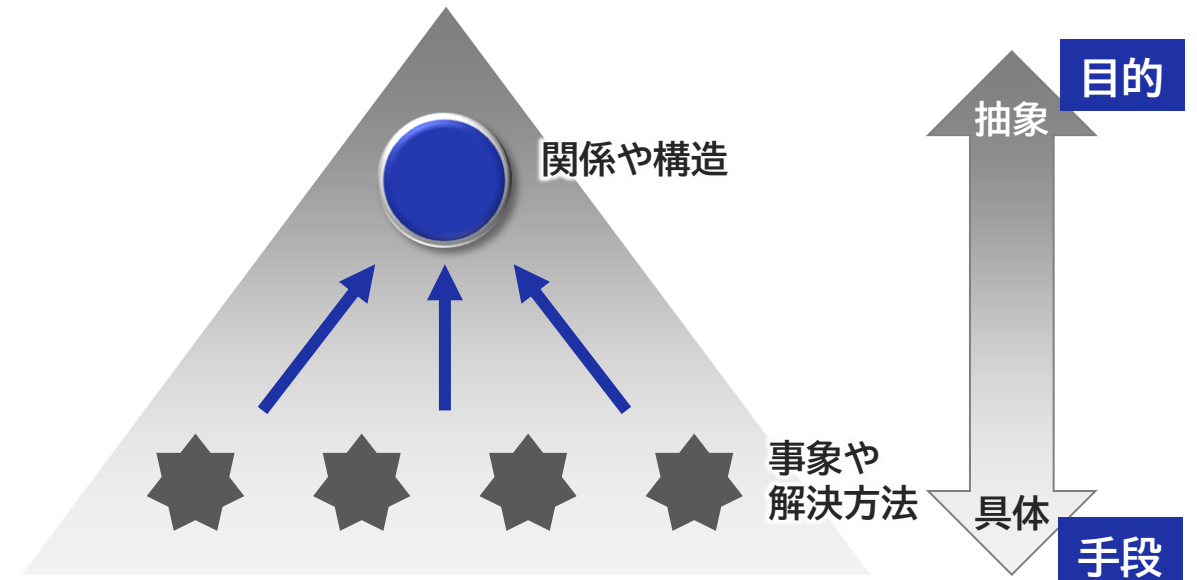 目的
抽象
関係や構造
事象や
解決方法
具体
手段